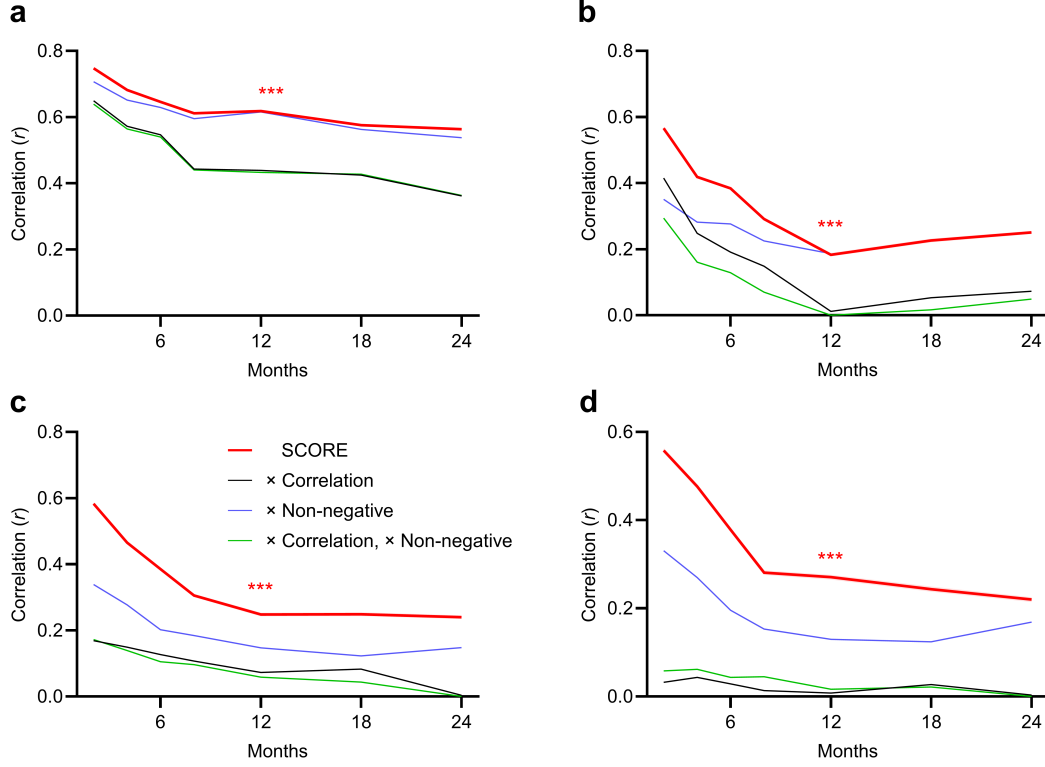 a
0.8
0.6
0.4
0.2
0.0
Correlation (r)
***
6 12 18 24
Months
b
0.8
0.6
0.4
0.2
0.0
Correlation (r)
***
6 12 18 24
Months
c
0.8
0.6
0.4
0.2
0.0
Correlation (r)
SCORE
× Correlation
× Non-negative
× Correlation, × Non-negative
***
6 12 18 24
Months
d
0.6
0.4
0.2
0.0
Correlation (r)
***
6 12 18 24
Months